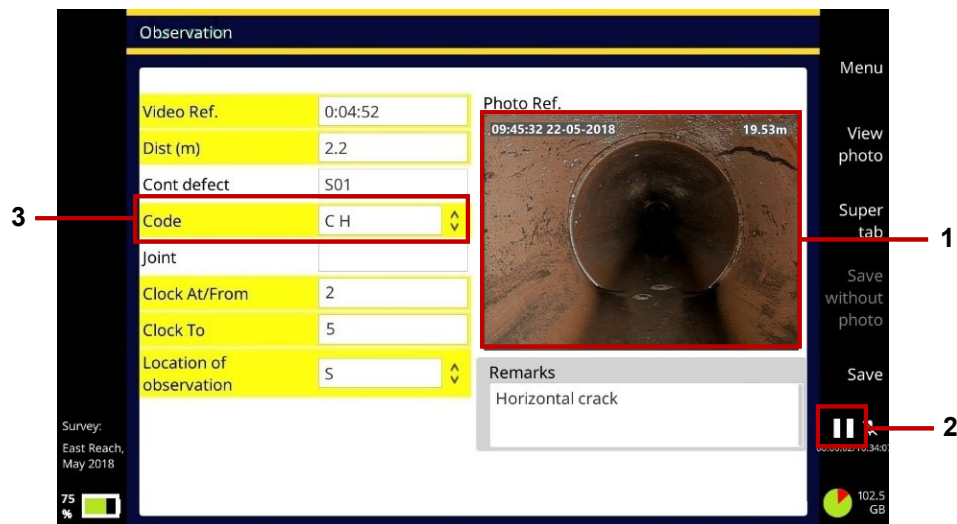 Observation
Menu
Video Ref.
0:04:52
Photo Ref.
09:45:32 22-05-2018
19.53m
View
photo
Dist (m)
2.2
Cont defect
S01
3
Code
C H
Super
tab
1
Joint
Save
without
photo
Clock At/From
2
Clock To
5
Location of
observation
S
Remarks
Horizontal crack
Save
2
Survey:
East Reach,
May 2018
75
%
102.5
GB